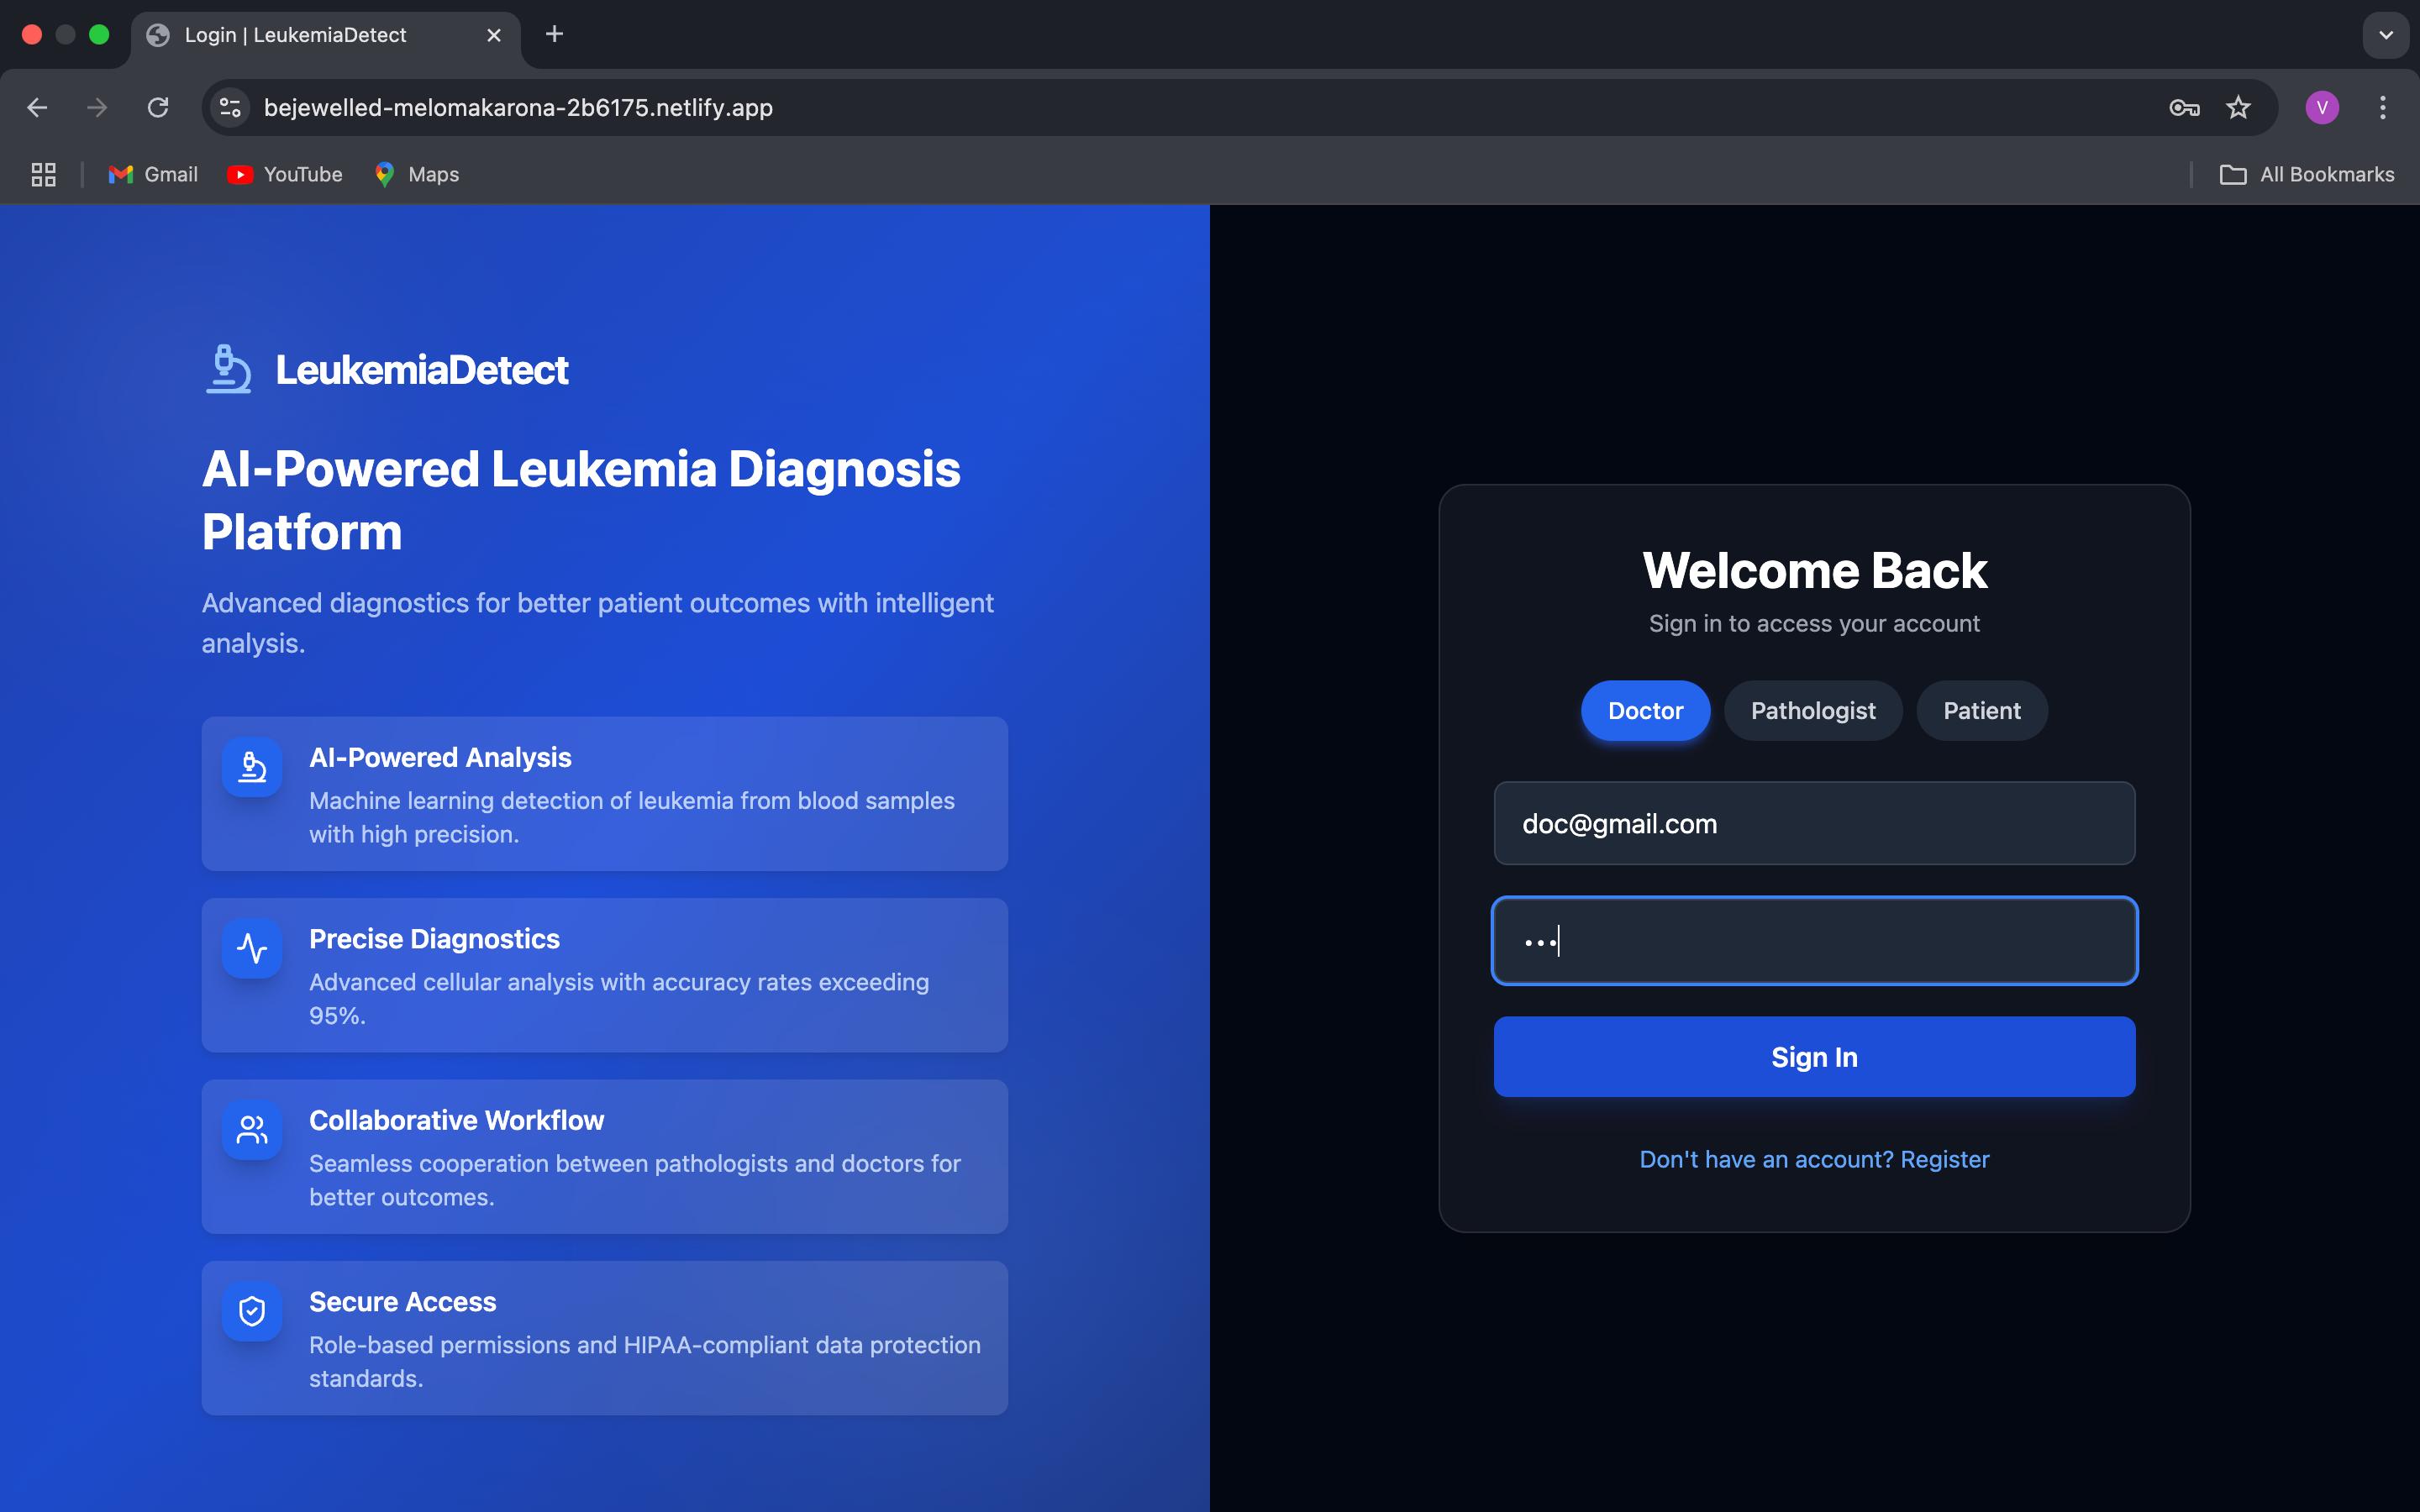 Login | LeukemiaDetect
bejewelled-melomakarona-2b6175.netlify.app
V
Gmail
YouTube
Maps
All Bookmarks
LeukemiaDetect
AI-Powered Leukemia Diagnosis
Platform
Advanced diagnostics for better patient outcomes with intelligent
analysis.
AI-Powered Analysis
Machine learning detection of leukemia from blood samples
with high precision.
Precise Diagnostics
Advanced cellular analysis with accuracy rates exceeding
95%.
Collaborative Workflow
Seamless cooperation between pathologists and doctors for
better outcomes.
Secure Access
Role-based permissions and HIPAA-compliant data protection
standards.
Welcome Back
Sign in to access your account
Doctor Pathologist Patient
doc@gmail.com
•••
Sign In
Don't have an account? Register